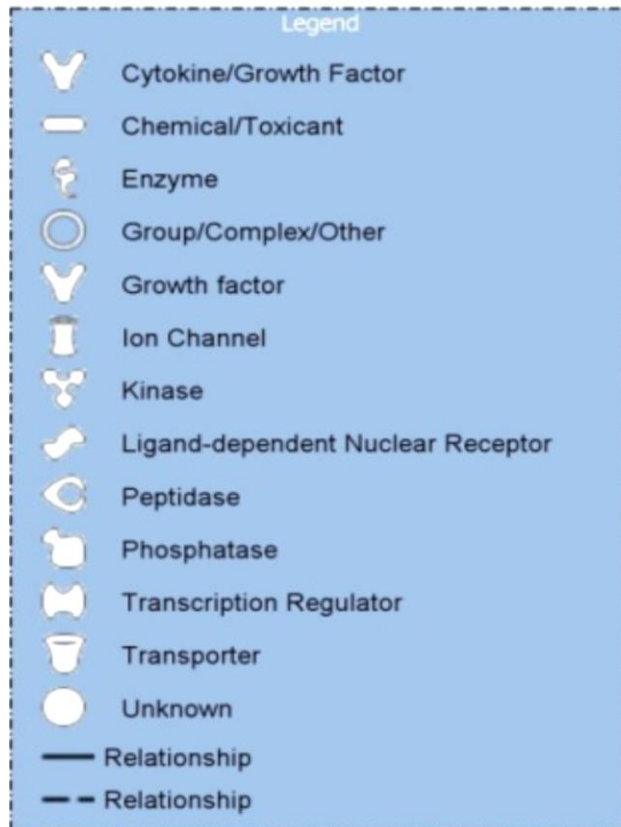 Legend
Cytokine/Growth Factor
Chemical/Toxicant
Enzyme
Group/Complex/Other
Growth factor
Ion Channel
Kinase
Ligand-dependent Nuclear Receptor
Peptidase
Phosphatase
Transcription Regulator
Transporter
Unknown
Relationship
Relationship